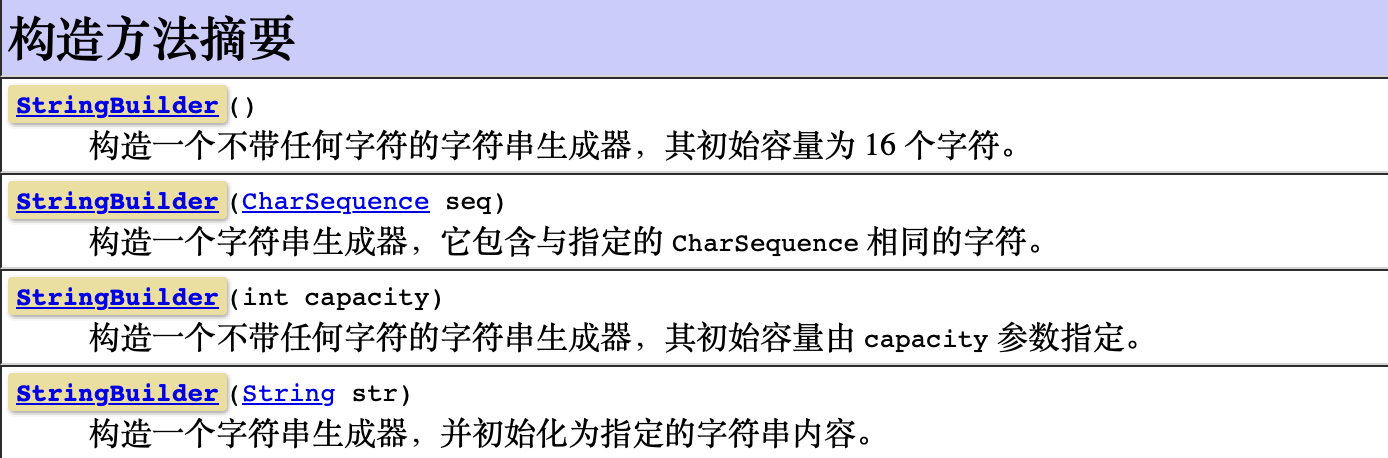 构造方法摘要
StringBuilder()
构造一个不带任何字符的字符串生成器，其初始容量为 16 个字符。
StringBuilder(CharSequence seq)
构造一个字符串生成器，它包含与指定的 CharSequence 相同的字符。
StringBuilder(int capacity)
构造一个不带任何字符的字符串生成器，其初始容量由 capacity 参数指定。
StringBuilder(String str)
构造一个字符串生成器，并初始化为指定的字符串内容。